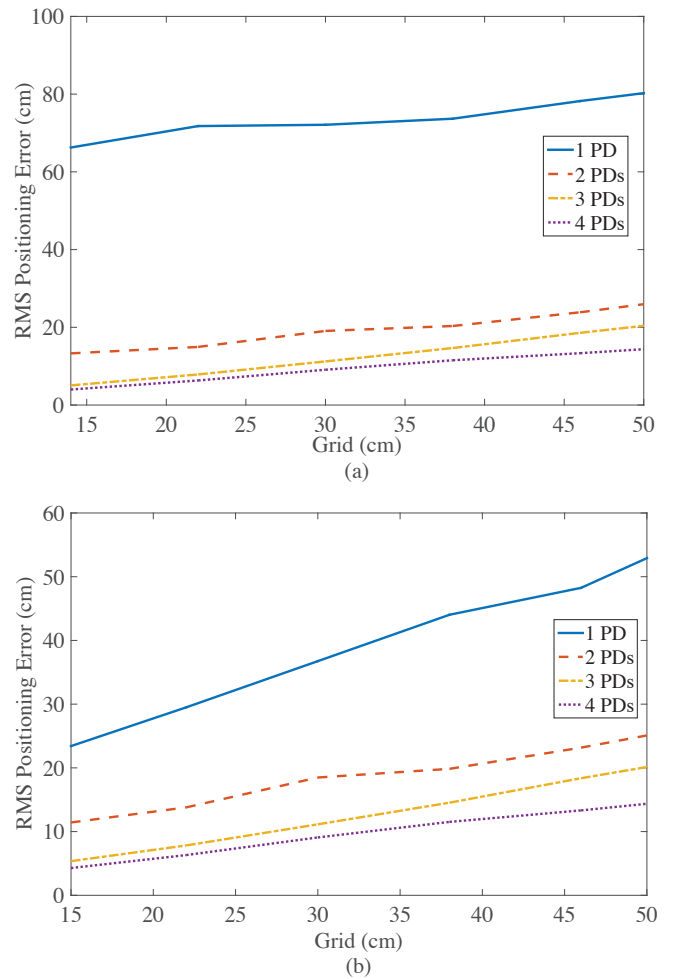 100
80
60
40
20
0
RMS Positioning Error (cm)
1 PD
2 PDs
3 PDs
4 PDs
15 20 25 30 35 40 45 50
Grid (cm)
(a)
60
50
40
30
20
10
0
RMS Positioning Error (cm)
1 PD
2 PDs
3 PDs
4 PDs
15 20 25 30 35 40 45 50
Grid (cm)
(b)